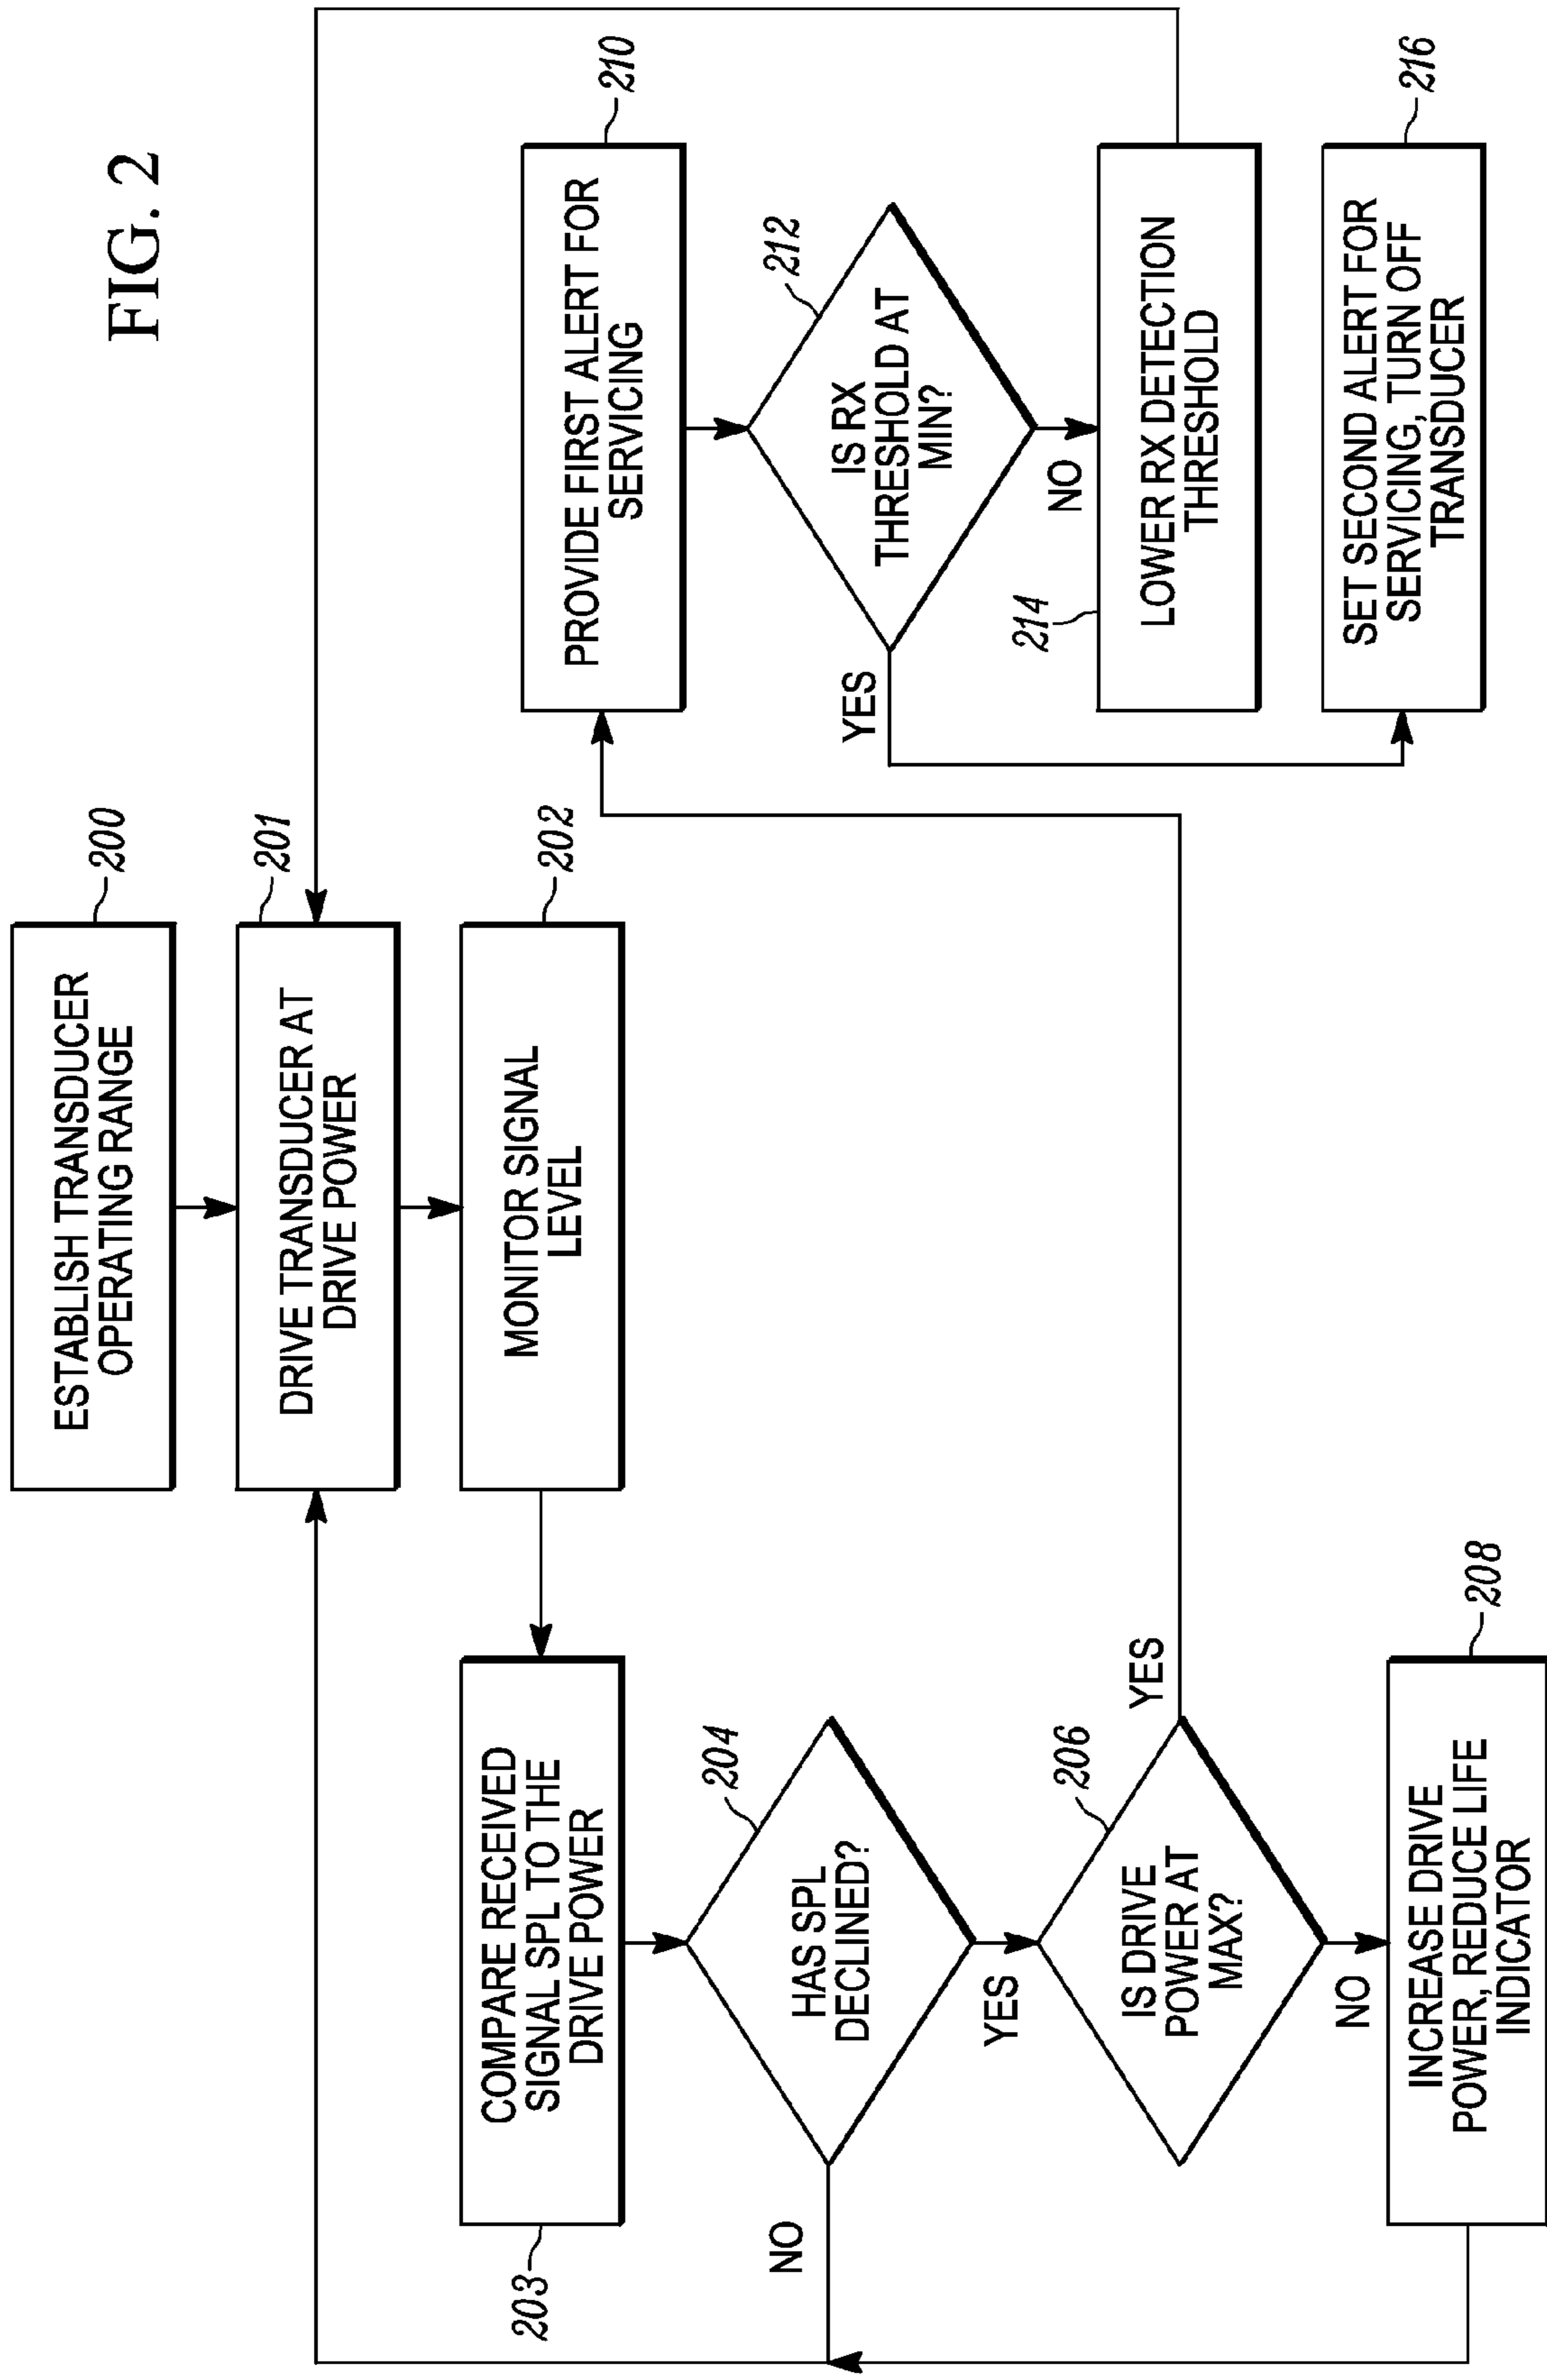 FIG. 2
200
ESTABLISH TRANSDUCER
OPERATING RANGE
201
DRIVE TRANSDUCER AT
DRIVE POWER
202
MONITOR SIGNAL
LEVEL
203
COMPARE RECEIVED
SIGNAL SPL TO THE
DRIVE POWER
204
HAS SPL
DECLINED?
NO
YES
206
IS DRIVE
POWER AT
MAX?
YES
NO
208
INCREASE DRIVE
POWER, REDUCE LIFE
INDICATOR
210
PROVIDE FIRST ALERT FOR
SERVICING
212
IS RX
THRESHOLD AT
MIN?
YES
NO
214
LOWER RX DETECTION
THRESHOLD
216
SET SECOND ALERT FOR
SERVICING, TURN OFF
TRANSDUCER